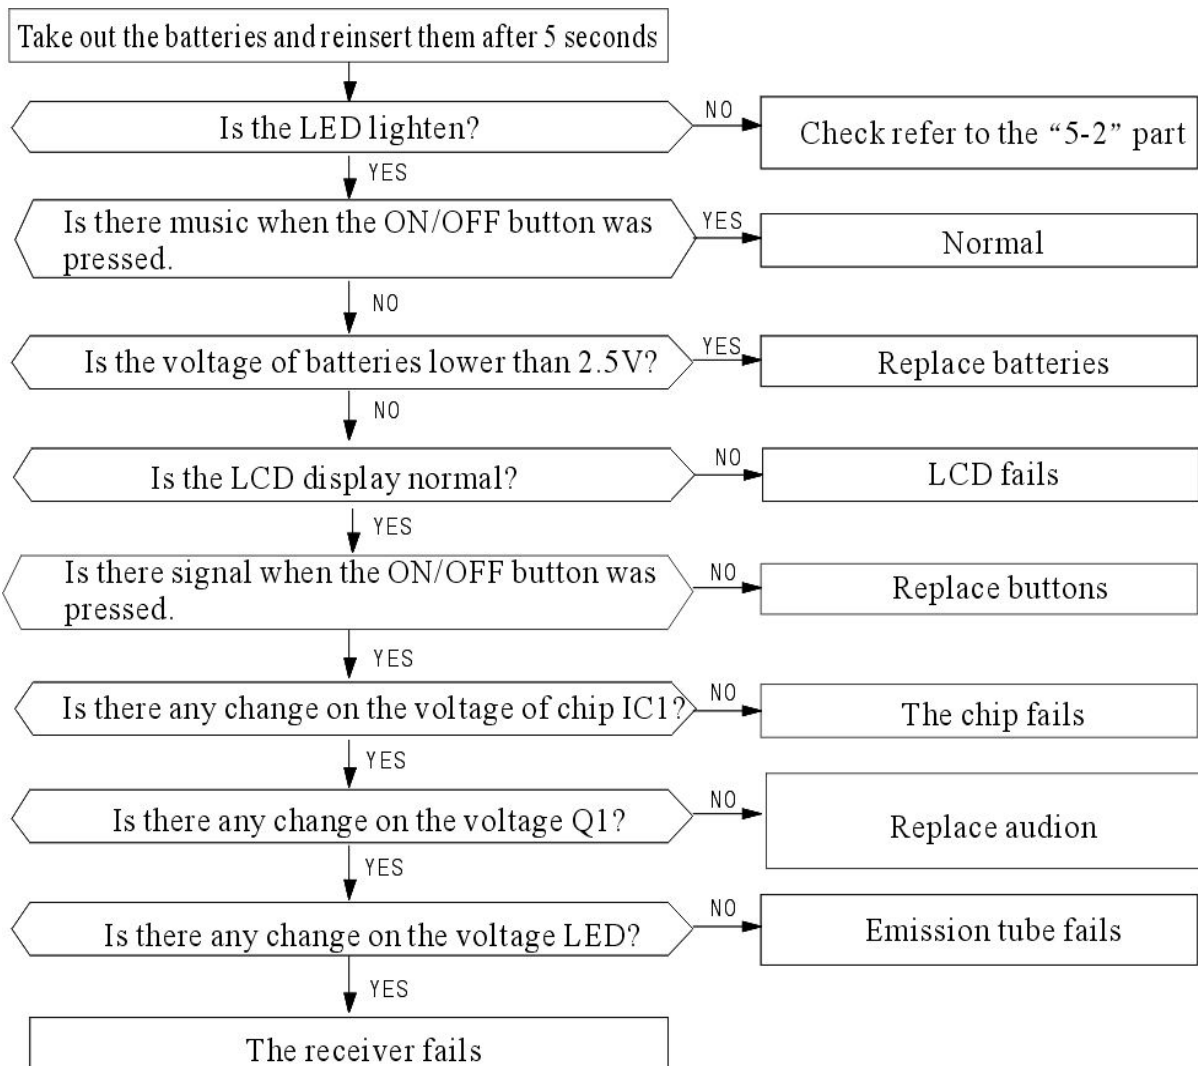 Take out the batteries and reinsert them after 5 seconds
Is the LED lighten?
NO
Check refer to the “5-2” part
YES
Is there music when the ON/OFF button was
pressed.
YES
Normal
NO
Is the voltage of batteries lower than 2.5V?
YES
Replace batteries
NO
Is the LCD display normal?
NO
LCD fails
YES
Is there signal when the ON/OFF button was
pressed.
NO
Replace buttons
YES
Is there any change on the voltage of chip IC1?
NO
The chip fails
YES
Is there any change on the voltage Q1?
NO
Replace audion
YES
Is there any change on the voltage LED?
NO
Emission tube fails
YES
The receiver fails